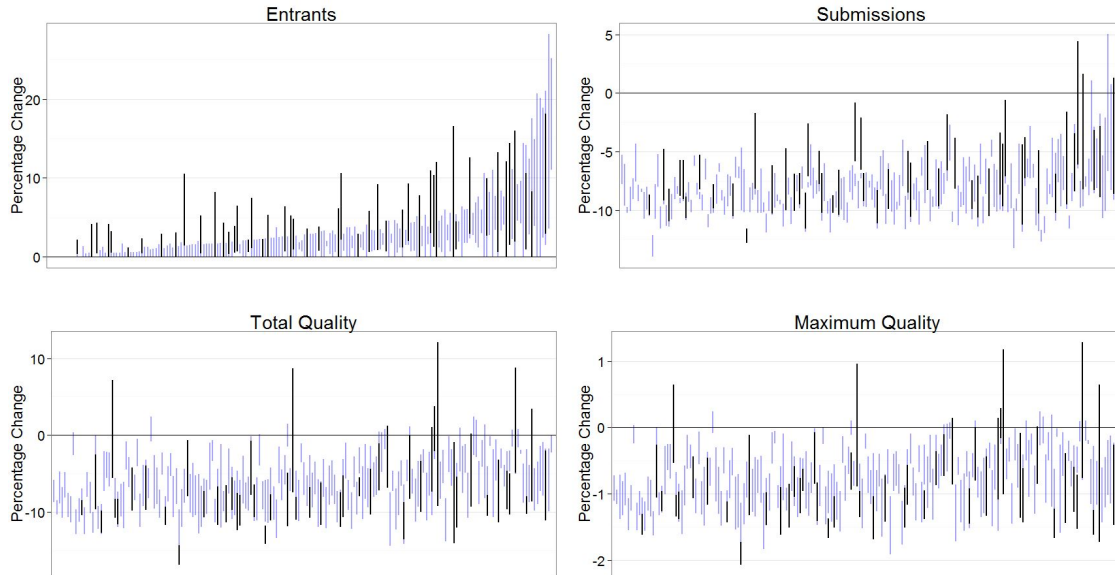 Entrants
Percentage Change
20
10
0
Submissions
Percentage Change
5
0
-5
-10
Total Quality
Percentage Change
10
0
-10
Maximum Quality
Percentage Change
1
0
-1
-2